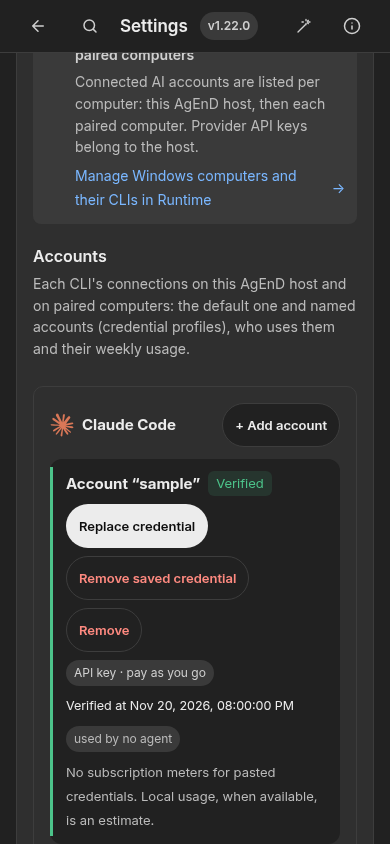 Settings
v1.22.0
paired computers
Connected AI accounts are listed per
computer: this AgEnD host, then each
paired computer. Provider API keys
belong to the host.
Manage Windows computers and
their CLIs in Runtime
→
Accounts
Each CLI's connections on this AgEnD host and
on paired computers: the default one and named
accounts (credential profiles), who uses them
and their weekly usage.
Claude Code
+ Add account
Account “sample”
Verified
Replace credential
Remove saved credential
Remove
API key · pay as you go
Verified at Nov 20, 2026, 08:00:00 PM
used by no agent
No subscription meters for pasted
credentials. Local usage, when available,
is an estimate.